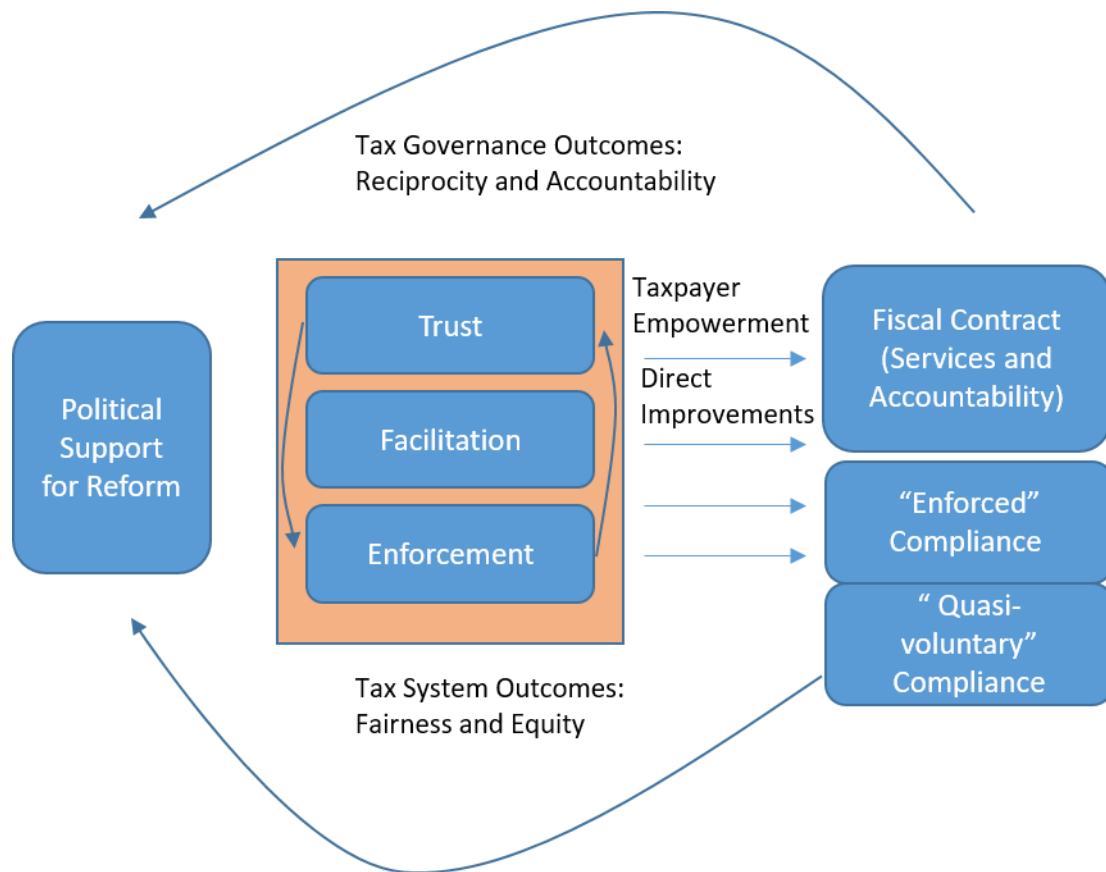 Tax Governance Outcomes:
Reciprocity and Accountability
Political
Support
for Reform
Trust
Facilitation
Enforcement
Taxpayer
Empowerment
Direct
Improvements
Fiscal Contract
(Services and
Accountability)
“Enforced”
Compliance
“ Quasi-
voluntary”
Compliance
Tax System Outcomes:
Fairness and Equity